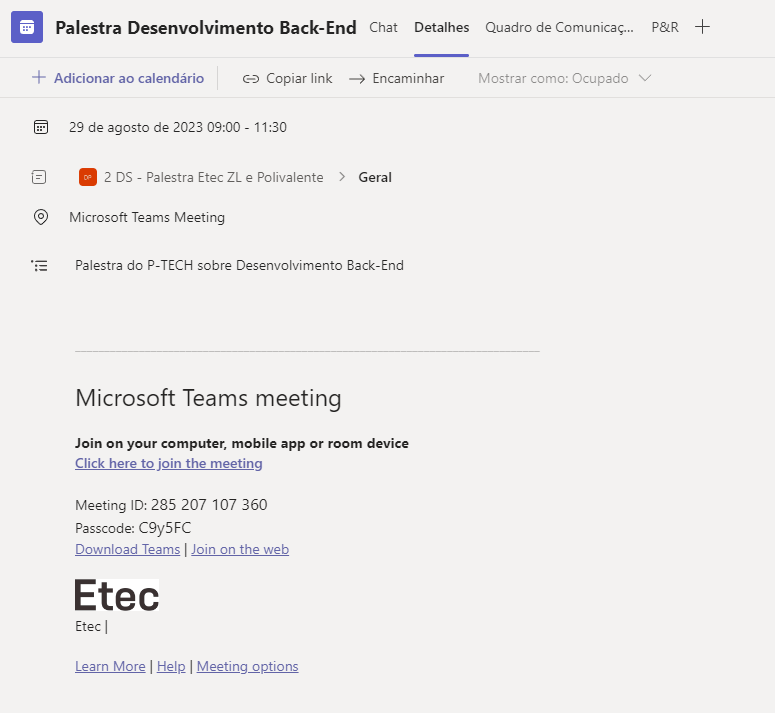 Palestra Desenvolvimento Back-End Chat Detalhes Quadro de Comunicaç... P&R
Adicionar ao calendário Copiar link Encaminhar Mostrar como: Ocupado
29 de agosto de 2023 09:00 - 11:30
2 DS - Palestra Etec ZL e Polivalente > Geral
Microsoft Teams Meeting
Palestra do P-TECH sobre Desenvolvimento Back-End
Microsoft Teams meeting
Join on your computer, mobile app or room device
Click here to join the meeting
Meeting ID: 285 207 107 360
Passcode: C9y5FC
Download Teams | Join on the web
Etec
Etec |
Learn More | Help | Meeting options